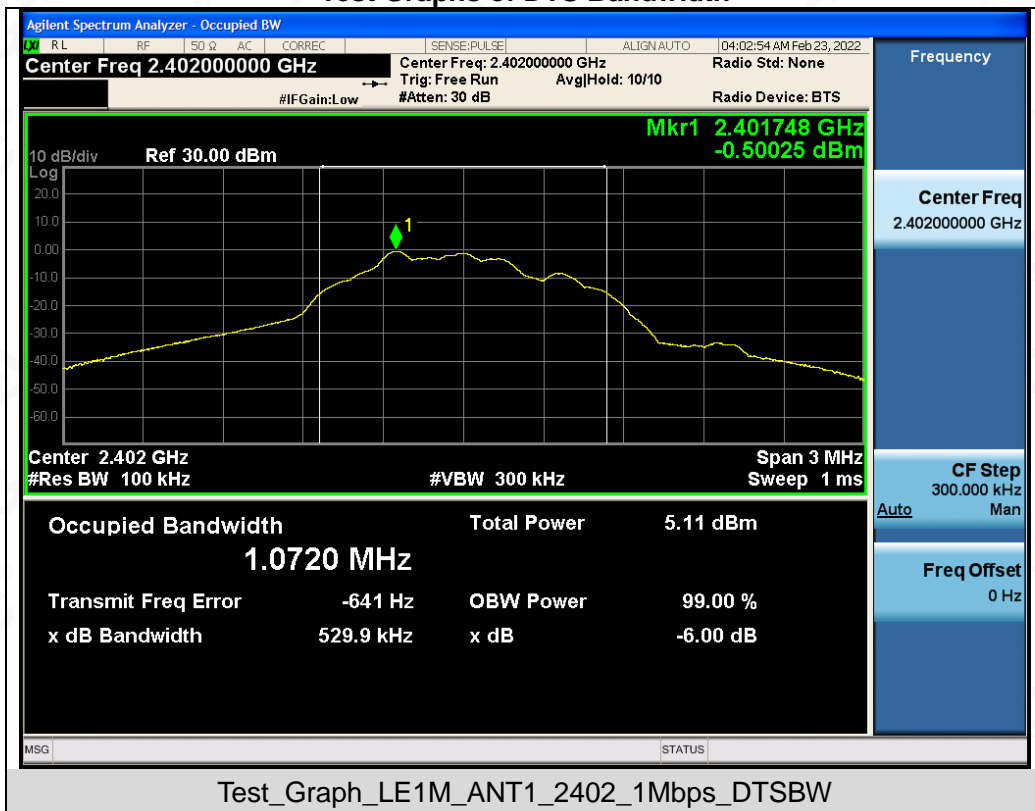 Test Graphs of DTS Bandwidth
Agilent Spectrum Analyzer - Occupied BW
LXI RL RF 50 Ω AC CORREC SENSE:PULSE ALIGN AUTO 04:02:54 AM Feb 23, 2022
Center Freq 2.402000000 GHz
Center Freq: 2.402000000 GHz
Radio Std: None
Trig: Free Run Avg|Hold: 10/10
#IFGain:Low #Atten: 30 dB Radio Device: BTS
Frequency
Mkr1 2.401748 GHz
-0.50025 dBm
10 dB/div Ref 30.00 dBm
Log
20.0
10.0
0.00
-10.0
-20.0
-30.0
-40.0
-50.0
-60.0
1
Center 2.402 GHz Span 3 MHz
#Res BW 100 kHz #VBW 300 kHz Sweep 1 ms
Center Freq
2.402000000 GHz
CF Step
300.000 kHz
Auto Man
Freq Offset
0 Hz
Occupied Bandwidth Total Power 5.11 dBm
1.0720 MHz
Transmit Freq Error -641 Hz OBW Power 99.00 %
x dB Bandwidth 529.9 kHz x dB -6.00 dB
MSG STATUS
Test_Graph_LE1M_ANT1_2402_1Mbps_DTSBW